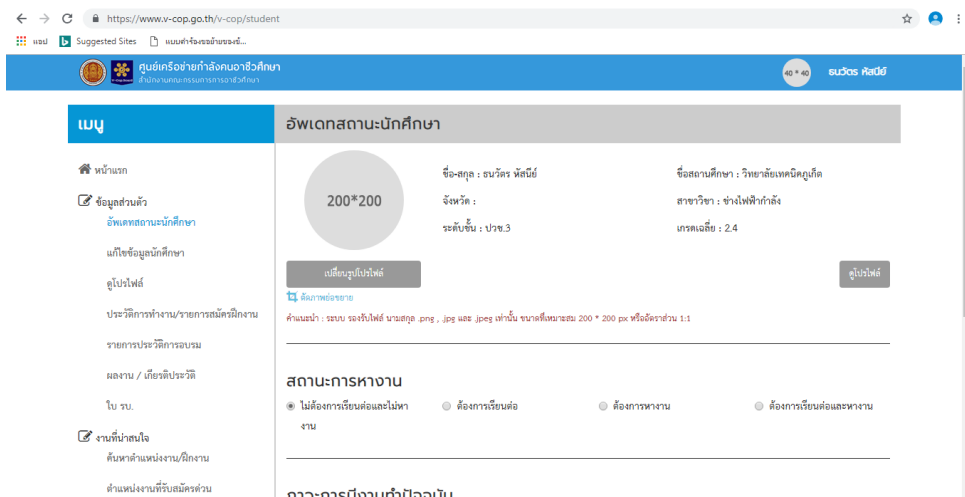 https://www.v-cop.go.th/v-cop/student
แอป Suggested Sites แบบคำร้องขอย้ายของข้...
ศูนย์เครือข่ายกำลังคนอาชีวศึกษา
สำนักงานคณะกรรมการการอาชีวศึกษา
40 * 40 ธนวัตร หัสนีย์
เมนู
อัพเดทสถานะนักศึกษา
หน้าแรก
ข้อมูลส่วนตัว
อัพเดทสถานะนักศึกษา
แก้ไขข้อมูลนักศึกษา
ดูโปรไฟล์
ประวัติการทำงาน/รายการสมัครฝึกงาน
รายการประวัติการอบรม
ผลงาน / เกียรติประวัติ
ใบ รบ.
งานที่น่าสนใจ
ค้นหาตำแหน่งงาน/ฝึกงาน
ตำแหน่งงานที่รับสมัครด่วน
200*200
ชื่อ-สกุล : ธนวัตร หัสนีย์
ชื่อสถานศึกษา : วิทยาลัยเทคนิคภูเก็ต
จังหวัด :
สาขาวิชา : ช่างไฟฟ้ากำลัง
ระดับชั้น : ปวช.3
เกรดเฉลี่ย : 2.4
เปลี่ยนรูปโปรไฟล์
ดูโปรไฟล์
ตัดภาพย่อขยาย
คำแนะนำ : ระบบ รองรับไฟล์ นามสกุล .png , .jpg และ .jpeg เท่านั้น ขนาดที่เหมาะสม 200 * 200 px หรืออัตราส่วน 1:1
สถานะการหางาน
ไม่ต้องการเรียนต่อและไม่หา
งาน
ต้องการเรียนต่อ
ต้องการหางาน
ต้องการเรียนต่อและหางาน
ภาวะการมีงานทำปัจจุบัน